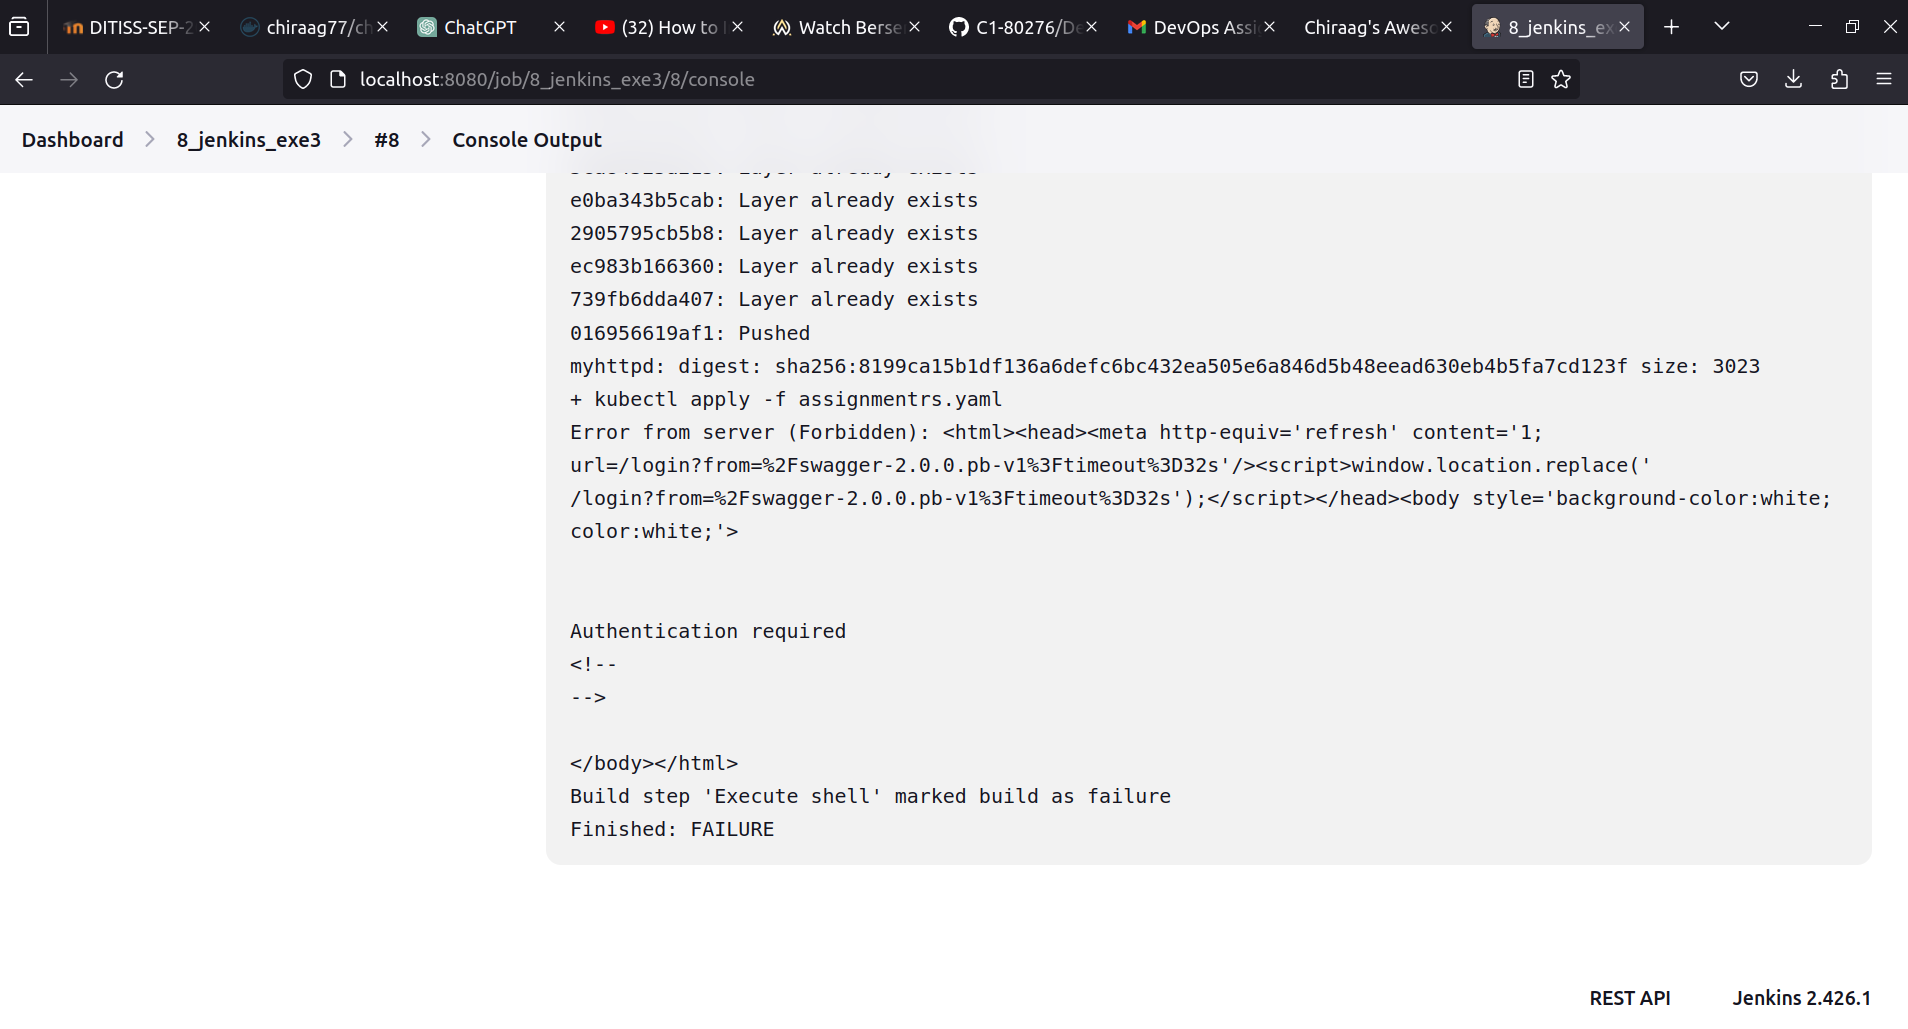 DITISS-SEP-2
chiraag77/ch
ChatGPT
(32) How to
Watch Berse
C1-80276/De
DevOps Assi
Chiraag's Aweso
8_jenkins_ex
localhost:8080/job/8_jenkins_exe3/8/console
Dashboard
8_jenkins_exe3
#8
Console Output
e0ba343b5cab: Layer already exists
2905795cb5b8: Layer already exists
ec983b166360: Layer already exists
739fb6dda407: Layer already exists
016956619af1: Pushed
myhttpd: digest: sha256:8199ca15b1df136a6defc6bc432ea505e6a846d5b48eead630eb4b5fa7cd123f size: 3023
+ kubectl apply -f assignmentrs.yaml
Error from server (Forbidden): <html><head><meta http-equiv='refresh' content='1;
url=/login?from=%2Fswagger-2.0.0.pb-v1%3Ftimeout%3D32s'/><script>window.location.replace('
/login?from=%2Fswagger-2.0.0.pb-v1%3Ftimeout%3D32s');</script></head><body style='background-color:white;
color:white;'>
Authentication required
<!--
-->
</body></html>
Build step 'Execute shell' marked build as failure
Finished: FAILURE
REST API
Jenkins 2.426.1